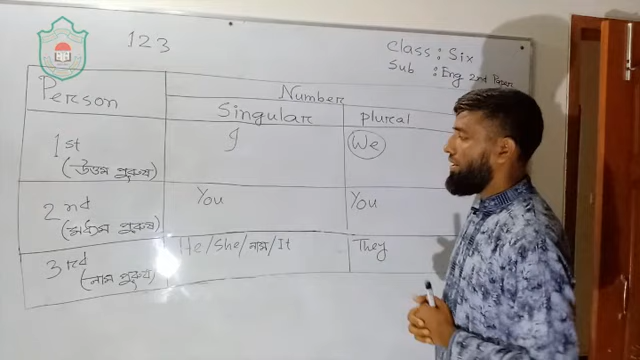 123
Class : Six
Sub : Eng 2nd Paper
Person
Number
Singular
plural
1st
(উত্তম পুরুষ)
I
We
2nd
(মধ্যম পুরুষ)
You
You
3rd
(নাম পুরুষ)
He/She/নাম/It
They